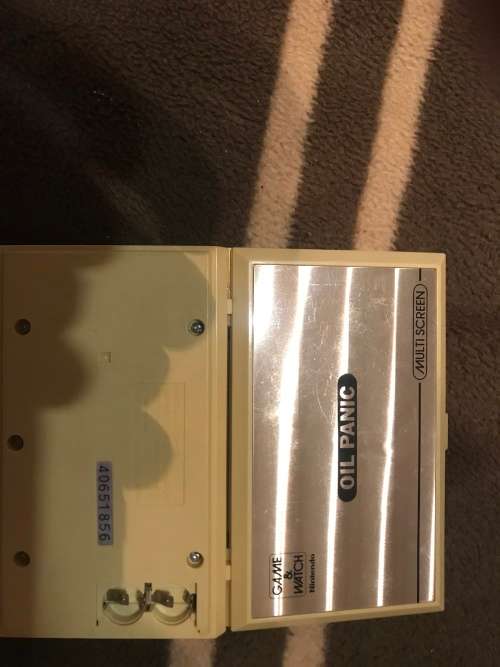 GAME
&
WATCH
Nintendo
OIL PANIC
MULTI SCREEN
40651856